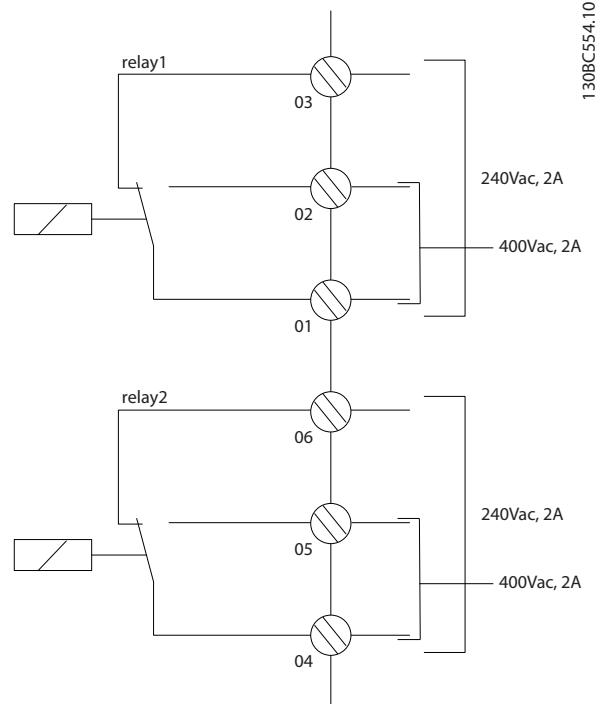 130BC554.10
relay1
03
02
01
240Vac, 2A
400Vac, 2A
relay2
06
05
04
240Vac, 2A
400Vac, 2A